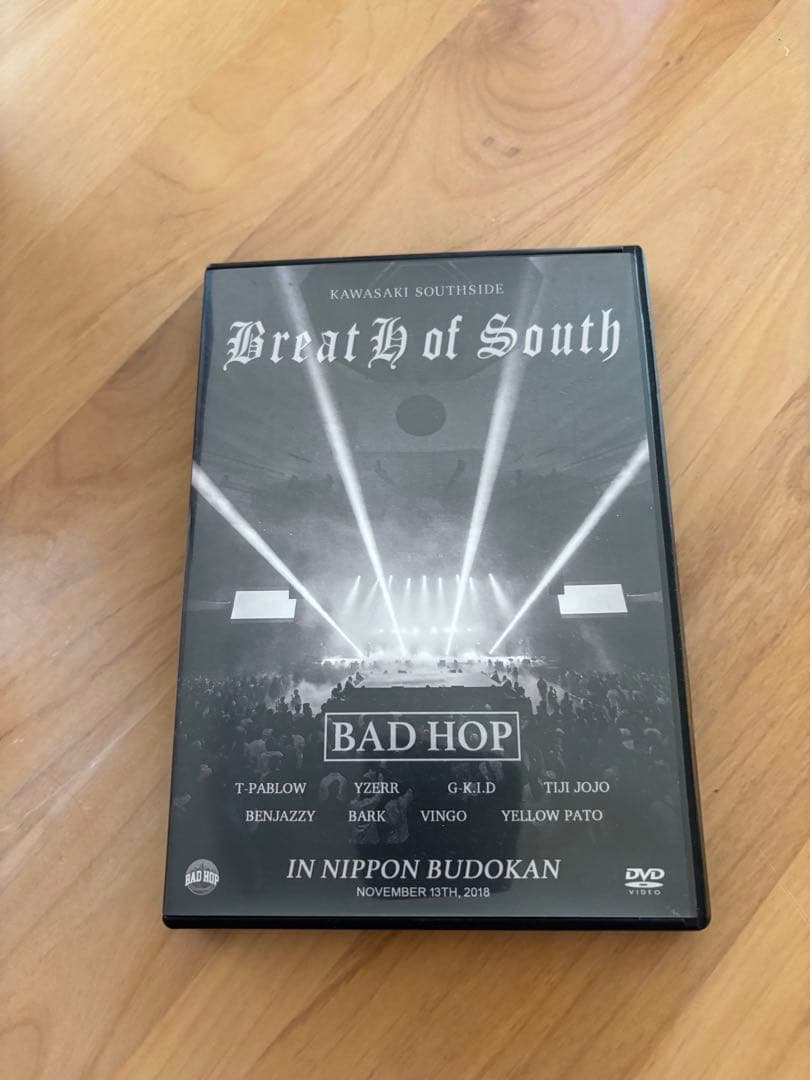 KAWASAKI SOUTHSIDE
BreatH of South
BAD HOP
T-PABLOW YZERR G-K.I.D TIJI JOJO
BENJAZZY BARK VINGO YELLOW PATO
IN NIPPON BUDOKAN
NOVEMBER 13TH, 2018
BAD HOP
DVD
VIDEO